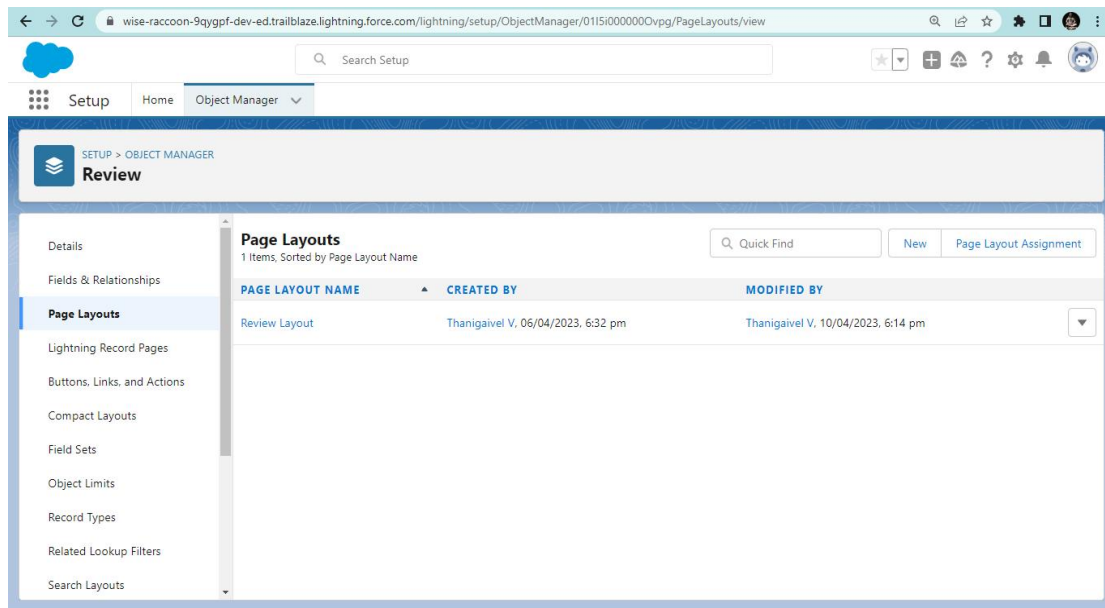 wise-raccoon-9qygpf-dev-ed.trailblaze.lightning.force.com/lightning/setup/ObjectManager/01I5i000000Ovpg/PageLayouts/view
Search Setup
Setup Home Object Manager
SETUP > OBJECT MANAGER
Review
Details
Fields & Relationships
Page Layouts
Lightning Record Pages
Buttons, Links, and Actions
Compact Layouts
Field Sets
Object Limits
Record Types
Related Lookup Filters
Search Layouts
Page Layouts
1 Items, Sorted by Page Layout Name
Quick Find New Page Layout Assignment
PAGE LAYOUT NAME CREATED BY MODIFIED BY
Review Layout Thanigaivel V, 06/04/2023, 6:32 pm Thanigaivel V, 10/04/2023, 6:14 pm